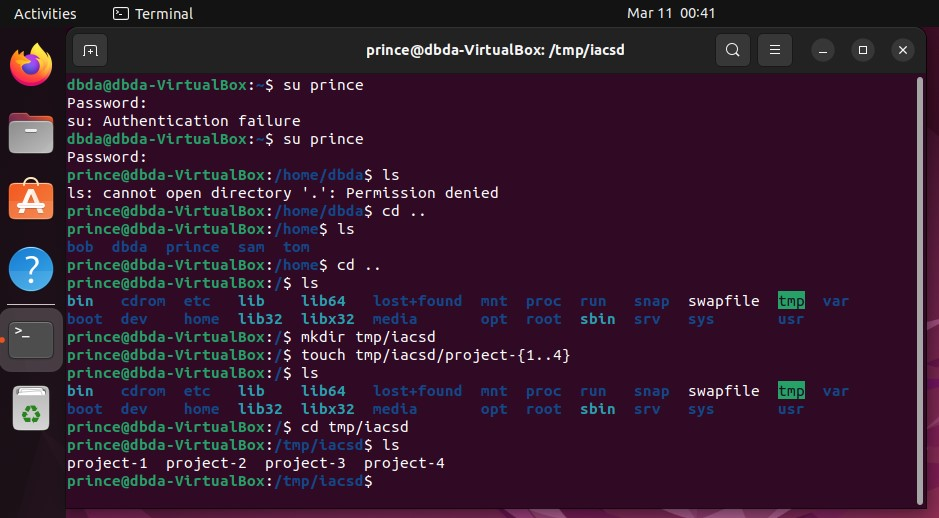 Activities Terminal Mar 11 00:41
prince@dbda-VirtualBox: /tmp/iacsd
dbda@dbda-VirtualBox:~$ su prince
Password:
su: Authentication failure
dbda@dbda-VirtualBox:~$ su prince
Password:
prince@dbda-VirtualBox:/home/dbda$ ls
ls: cannot open directory '.': Permission denied
prince@dbda-VirtualBox:/home/dbda$ cd ..
prince@dbda-VirtualBox:/home$ ls
bob dbda prince sam tom
prince@dbda-VirtualBox:/home$ cd ..
prince@dbda-VirtualBox:/$ ls
bin cdrom etc lib lib64 lost+found mnt proc run snap swapfile tmp var
boot dev home lib32 libx32 media opt root sbin srv sys usr
prince@dbda-VirtualBox:/$ mkdir tmp/iacsd
prince@dbda-VirtualBox:/$ touch tmp/iacsd/project-{1..4}
prince@dbda-VirtualBox:/$ ls
bin cdrom etc lib lib64 lost+found mnt proc run snap swapfile tmp var
boot dev home lib32 libx32 media opt root sbin srv sys usr
prince@dbda-VirtualBox:/$ cd tmp/iacsd
prince@dbda-VirtualBox:/tmp/iacsd$ ls
project-1 project-2 project-3 project-4
prince@dbda-VirtualBox:/tmp/iacsd$